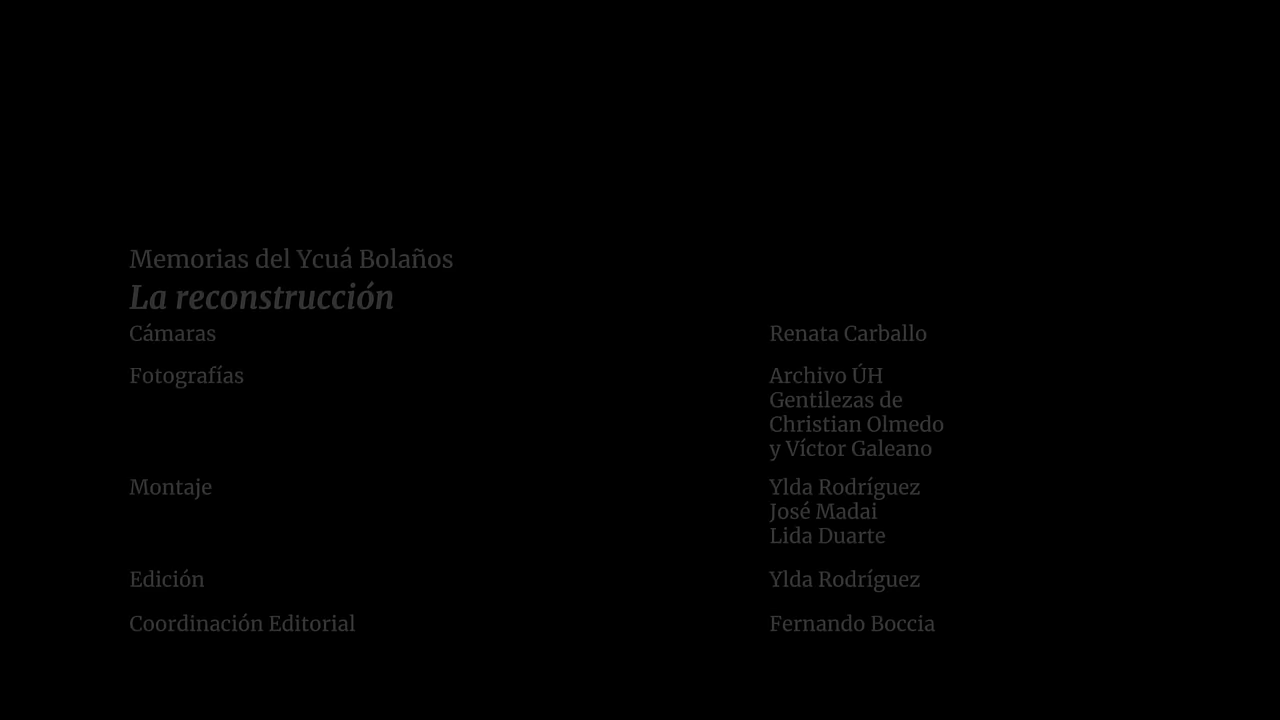 Memorias del Ycuá Bolaños
La reconstrucción
Cámaras Renata Carballo
Fotografías Archivo ÚH
Gentilezas de
Christian Olmedo
y Víctor Galeano
Montaje Ylda Rodríguez
José Madai
Lida Duarte
Edición Ylda Rodríguez
Coordinación Editorial Fernando Boccia